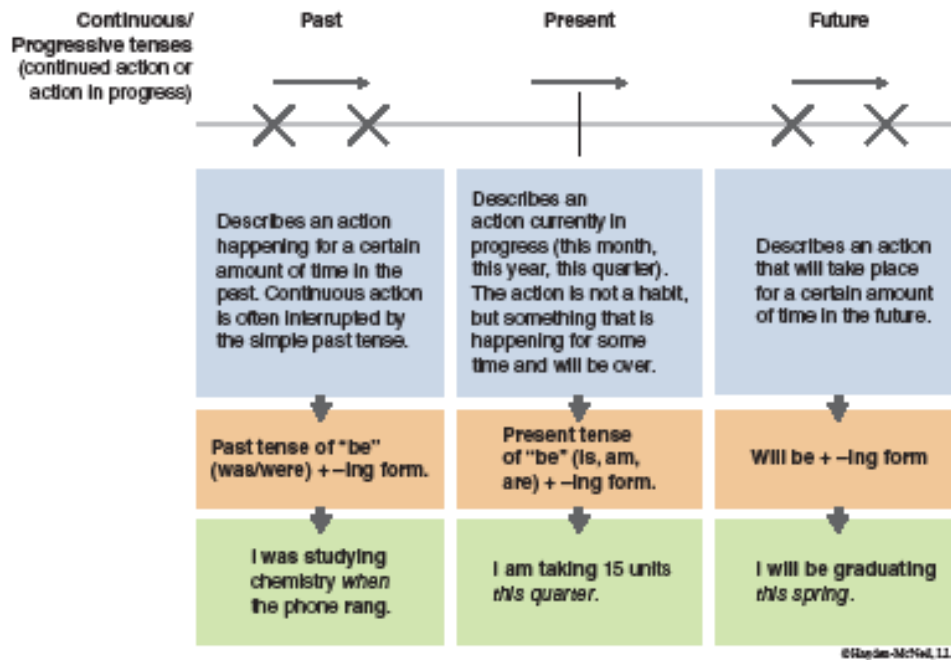 Continuous/
Progressive tenses
(continued action or
action in progress)
Past
Present
Future
Describes an action
happening for a certain
amount of time in the
past. Continuous action
is often interrupted by
the simple past tense.
Describes an
action currently in
progress (this month,
this year, this quarter).
The action is not a habit,
but something that is
happening for some
time and will be over.
Describes an action
that will take place
for a certain amount
of time in the future.
Past tense of "be"
(was/were) + –ing form.
Present tense
of "be" (is, am,
are) + –ing form.
Will be + –ing form
I was studying
chemistry when
the phone rang.
I am taking 15 units
this quarter.
I will be graduating
this spring.
©Hayden-McNeil, LL